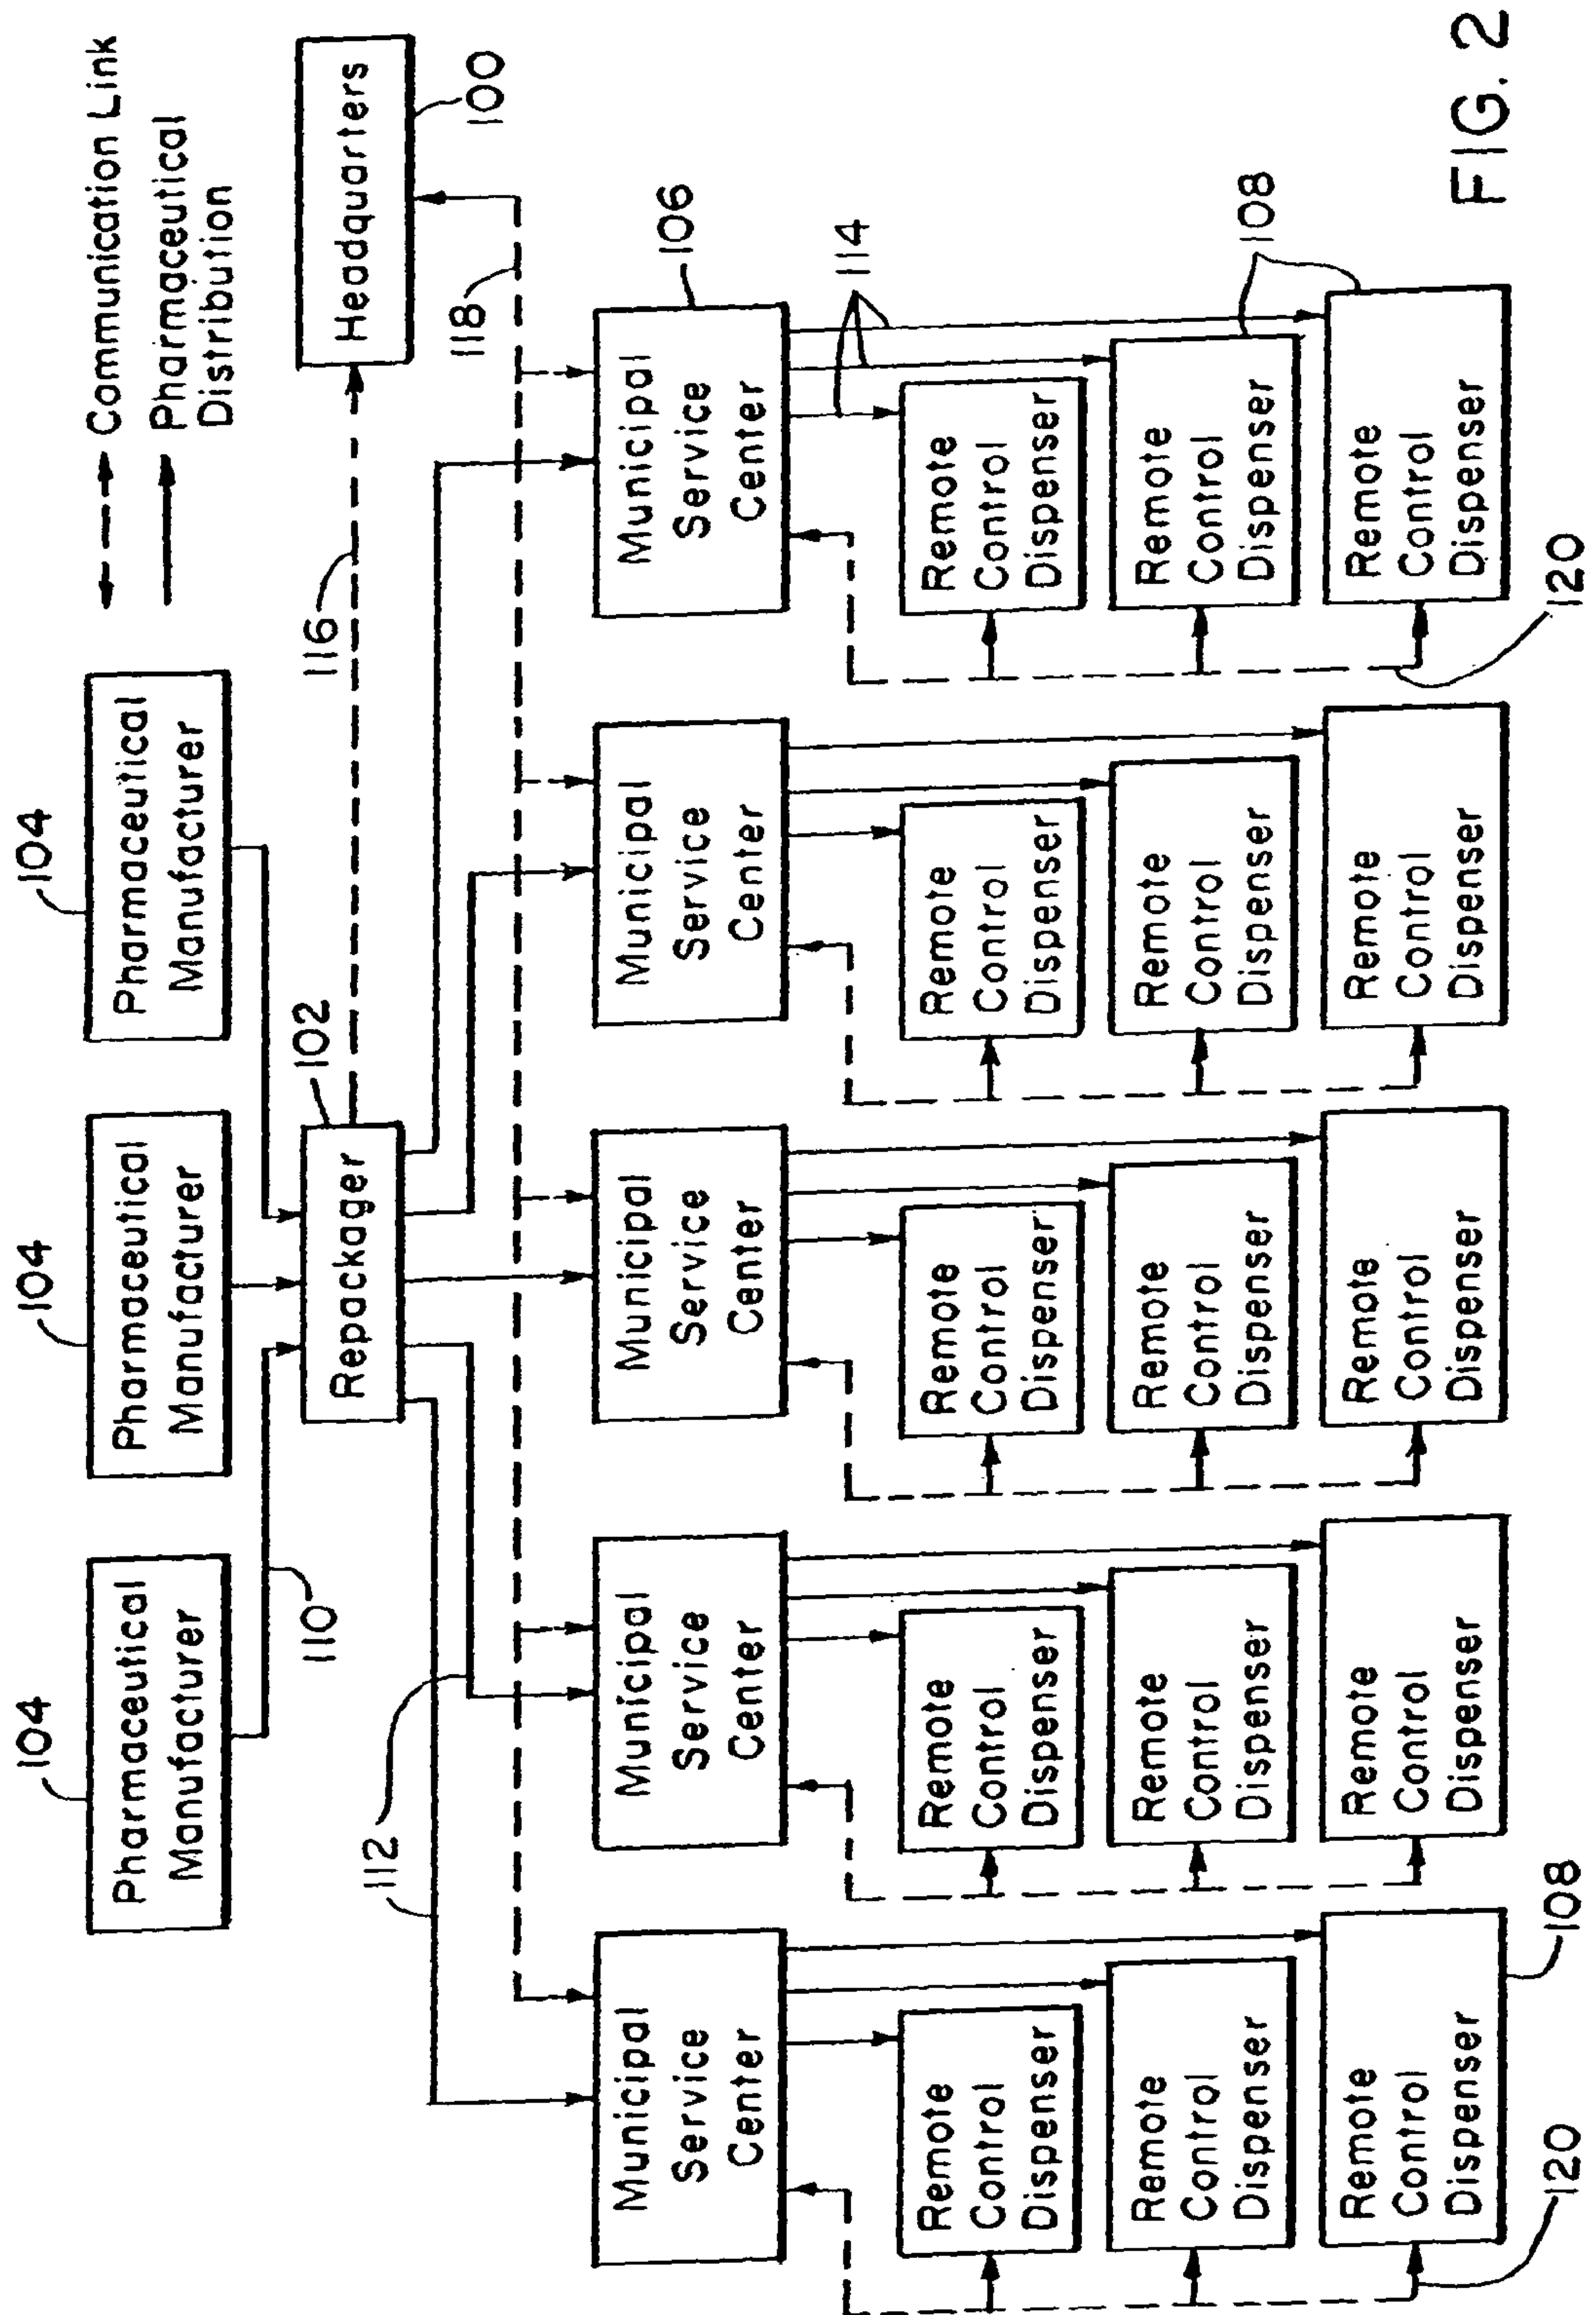 104
104
104
Pharmaceutical
Manufacturer
Pharmaceutical
Manufacturer
Pharmaceutical
Manufacturer
Communication Link
Pharmaceutical
Distribution
110
102
116
Repackager
Headquarters
100
112
118
106
Municipal
Service
Center
Municipal
Service
Center
Municipal
Service
Center
Municipal
Service
Center
Municipal
Service
Center
114
Remote
Control
Dispenser
Remote
Control
Dispenser
Remote
Control
Dispenser
Remote
Control
Dispenser
Remote
Control
Dispenser
Remote
Control
Dispenser
Remote
Control
Dispenser
Remote
Control
Dispenser
Remote
Control
Dispenser
Remote
Control
Dispenser
108
Remote
Control
Dispenser
Remote
Control
Dispenser
Remote
Control
Dispenser
Remote
Control
Dispenser
Remote
Control
Dispenser
120
108
120
FIG. 2